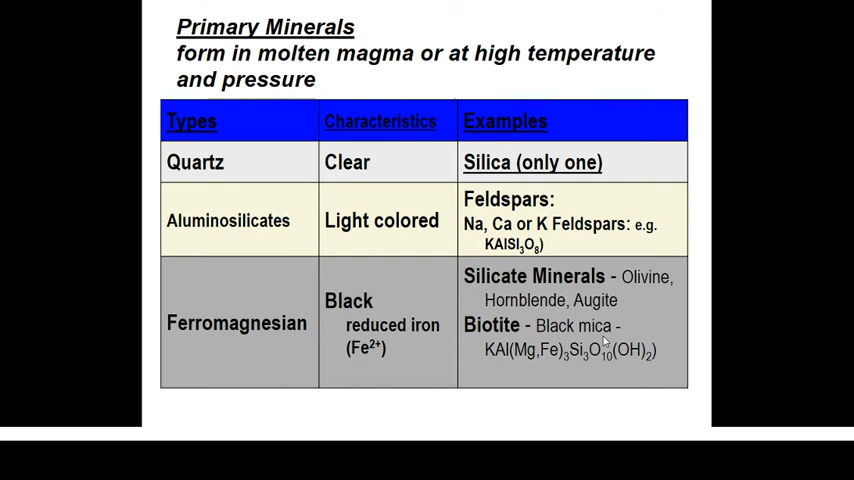 Primary Minerals
form in molten magma or at high temperature
and pressure
Types
Characteristics
Examples
Quartz
Clear
Silica (only one)
Aluminosilicates
Light colored
Feldspars:
Na, Ca or K Feldspars: e.g.
KAlSI₃O₈)
Ferromagnesian
Black
reduced iron
(Fe²⁺)
Silicate Minerals - Olivine,
Hornblende, Augite
Biotite - Black mica -
KAl(Mg,Fe)₃Si₃O₁₀(OH)₂)